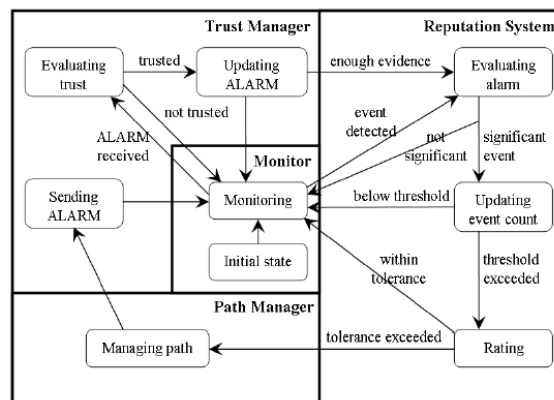 Trust Manager
Reputation System
Evaluating
trust
trusted
Updating
ALARM
enough evidence
Evaluating
alarm
not trusted
ALARM
received
event
detected
not
significant
significant
event
Monitor
Sending
ALARM
Monitoring
below threshold
Updating
event count
Initial state
within
tolerance
threshold
exceeded
Path Manager
Managing path
tolerance exceeded
Rating